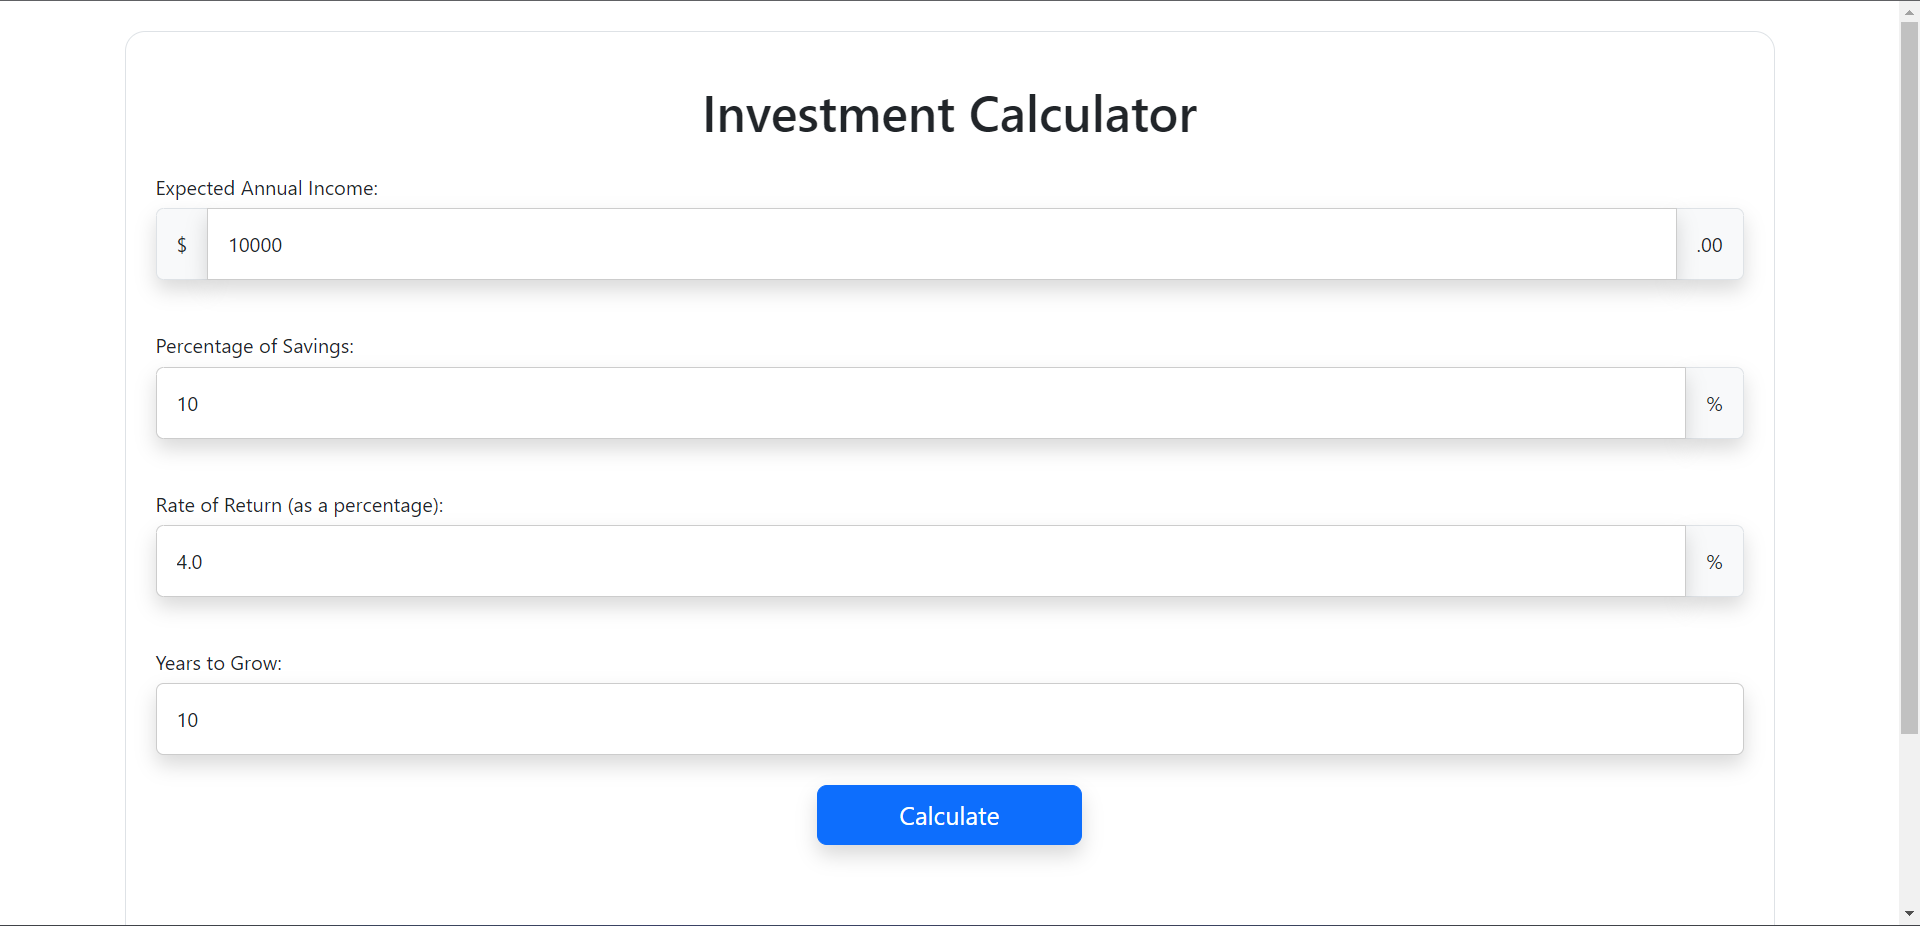 Investment Calculator
Expected Annual Income:
$ 10000 .00
Percentage of Savings:
10 %
Rate of Return (as a percentage):
4.0 %
Years to Grow:
10
Calculate